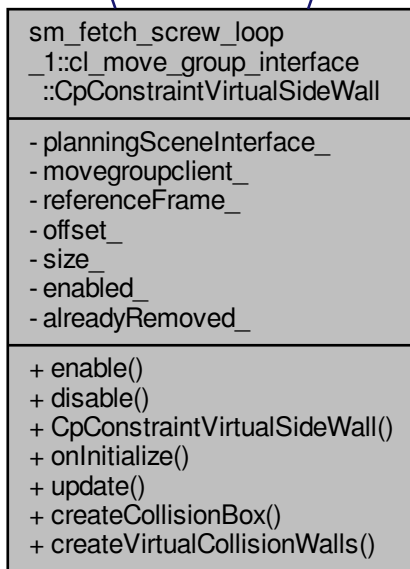 sm_fetch_screw_loop
_1::cl_move_group_interface
::CpConstraintVirtualSideWall
- planningSceneInterface_
- movegroupclient_
- referenceFrame_
- offset_
- size_
- enabled_
- alreadyRemoved_
+ enable()
+ disable()
+ CpConstraintVirtualSideWall()
+ onInitialize()
+ update()
+ createCollisionBox()
+ createVirtualCollisionWalls()